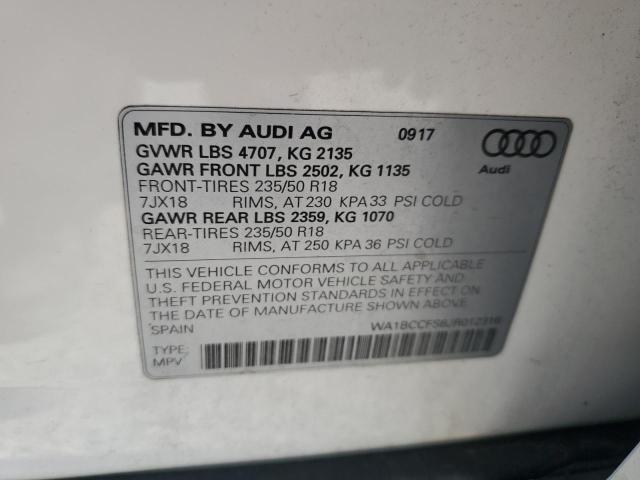 MFD. BY AUDI AG 0917
GVWR LBS 4707, KG 2135
GAWR FRONT LBS 2502, KG 1135
FRONT-TIRES 235/50 R18
7JX18 RIMS, AT 230 KPA 33 PSI COLD
GAWR REAR LBS 2359, KG 1070
REAR-TIRES 235/50 R18
7JX18 RIMS, AT 250 KPA 36 PSI COLD
Audi
THIS VEHICLE CONFORMS TO ALL APPLICABLE
U.S. FEDERAL MOTOR VEHICLE SAFETY AND
THEFT PREVENTION STANDARDS IN EFFECT ON
THE DATE OF MANUFACTURE SHOWN ABOVE.
SPAIN
TYPE:
MPV